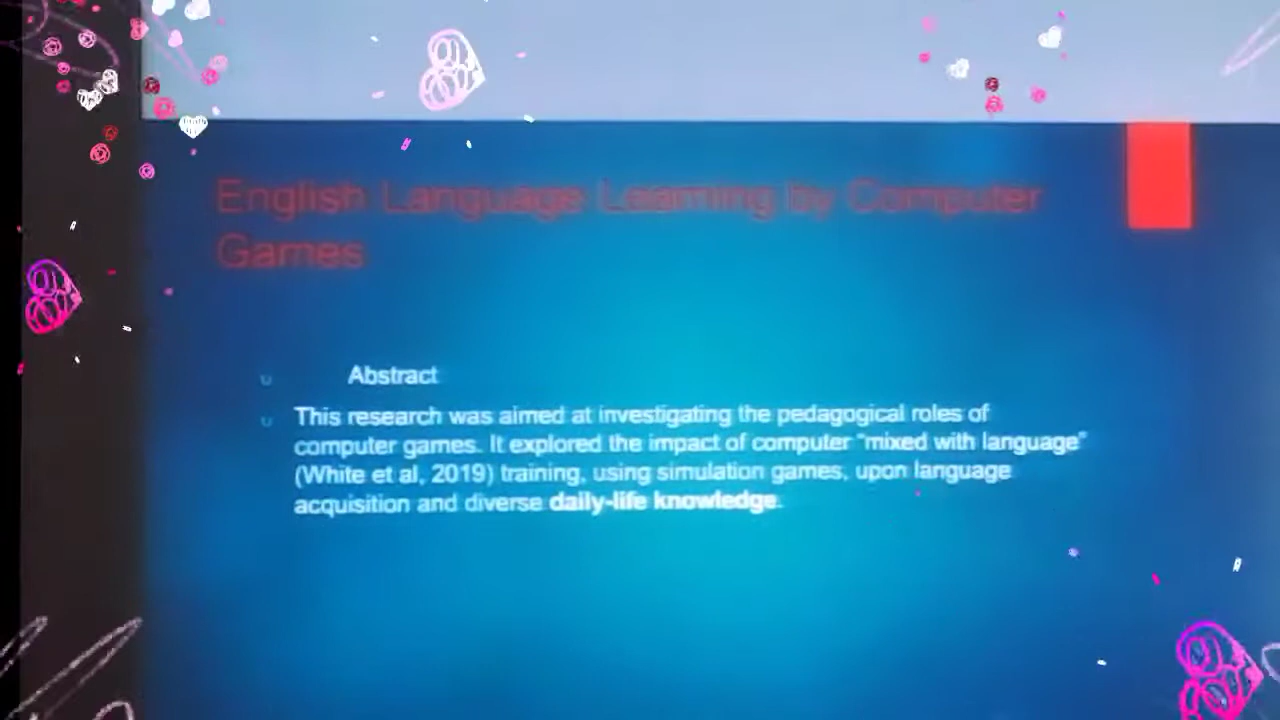 English Language Learning by Computer
Games
Abstract
This research was aimed at investigating the pedagogical roles of
computer games. It explored the impact of computer "mixed with language"
(White et al, 2019) training, using simulation games, upon language
acquisition and diverse daily-life knowledge.